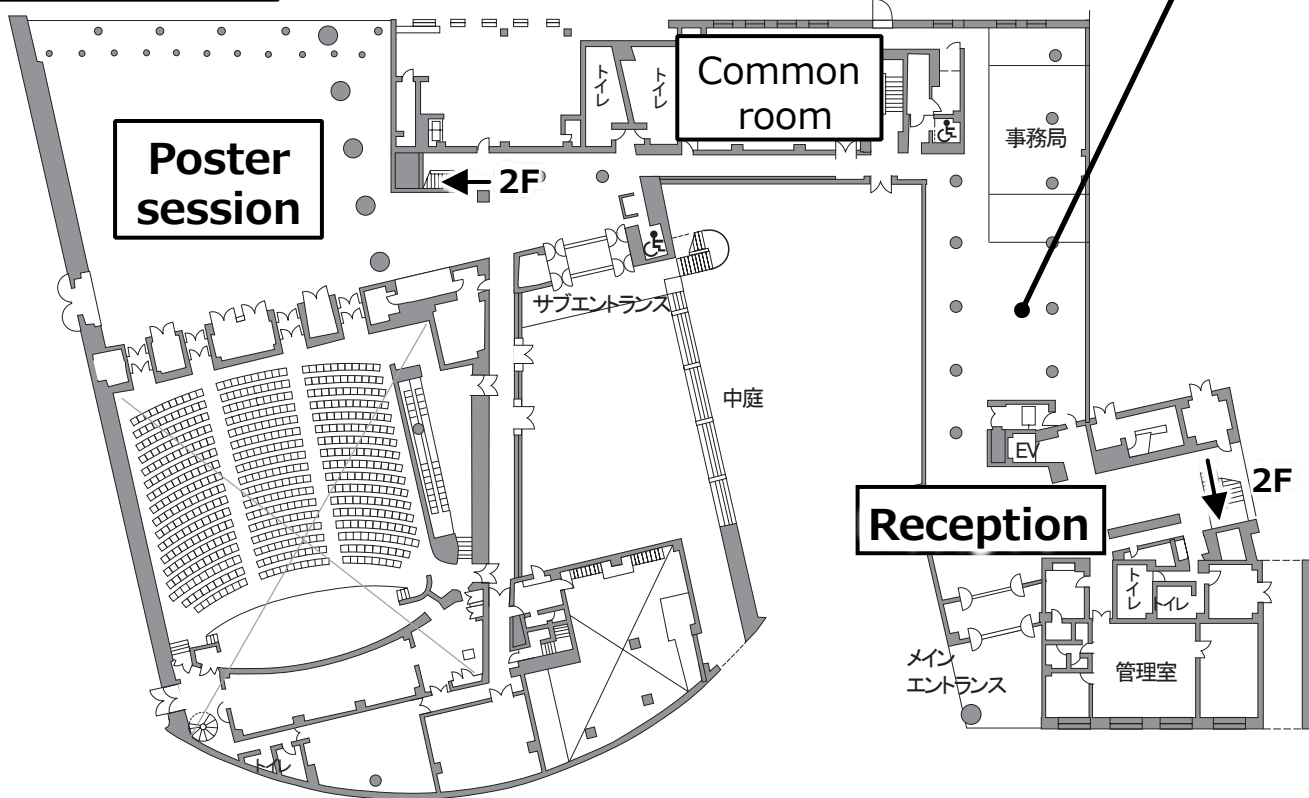 トイレ
トイレ
Common
room
事務局
Poster
session
2F
サブエントランス
中庭
EV
2F
Reception
トイレ
トイレ
メイン
エントランス
管理室
トイレ